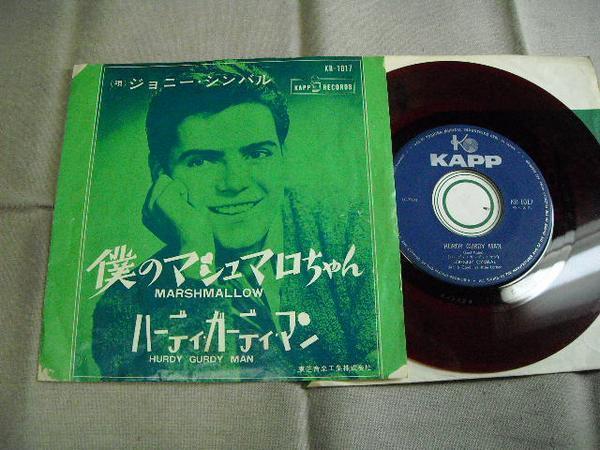 KR-1017
(唄)ジョニー・シンバル
KAPP RECORDS
僕のマシュマロちゃん
MARSHMALLOW
ハーディ・ガーディ・マン
HURDY GURDY MAN
東芝音楽工業株式会社
KAPP
KR-1017
HURDY GURDY MAN
JOHNNY CYMBAL